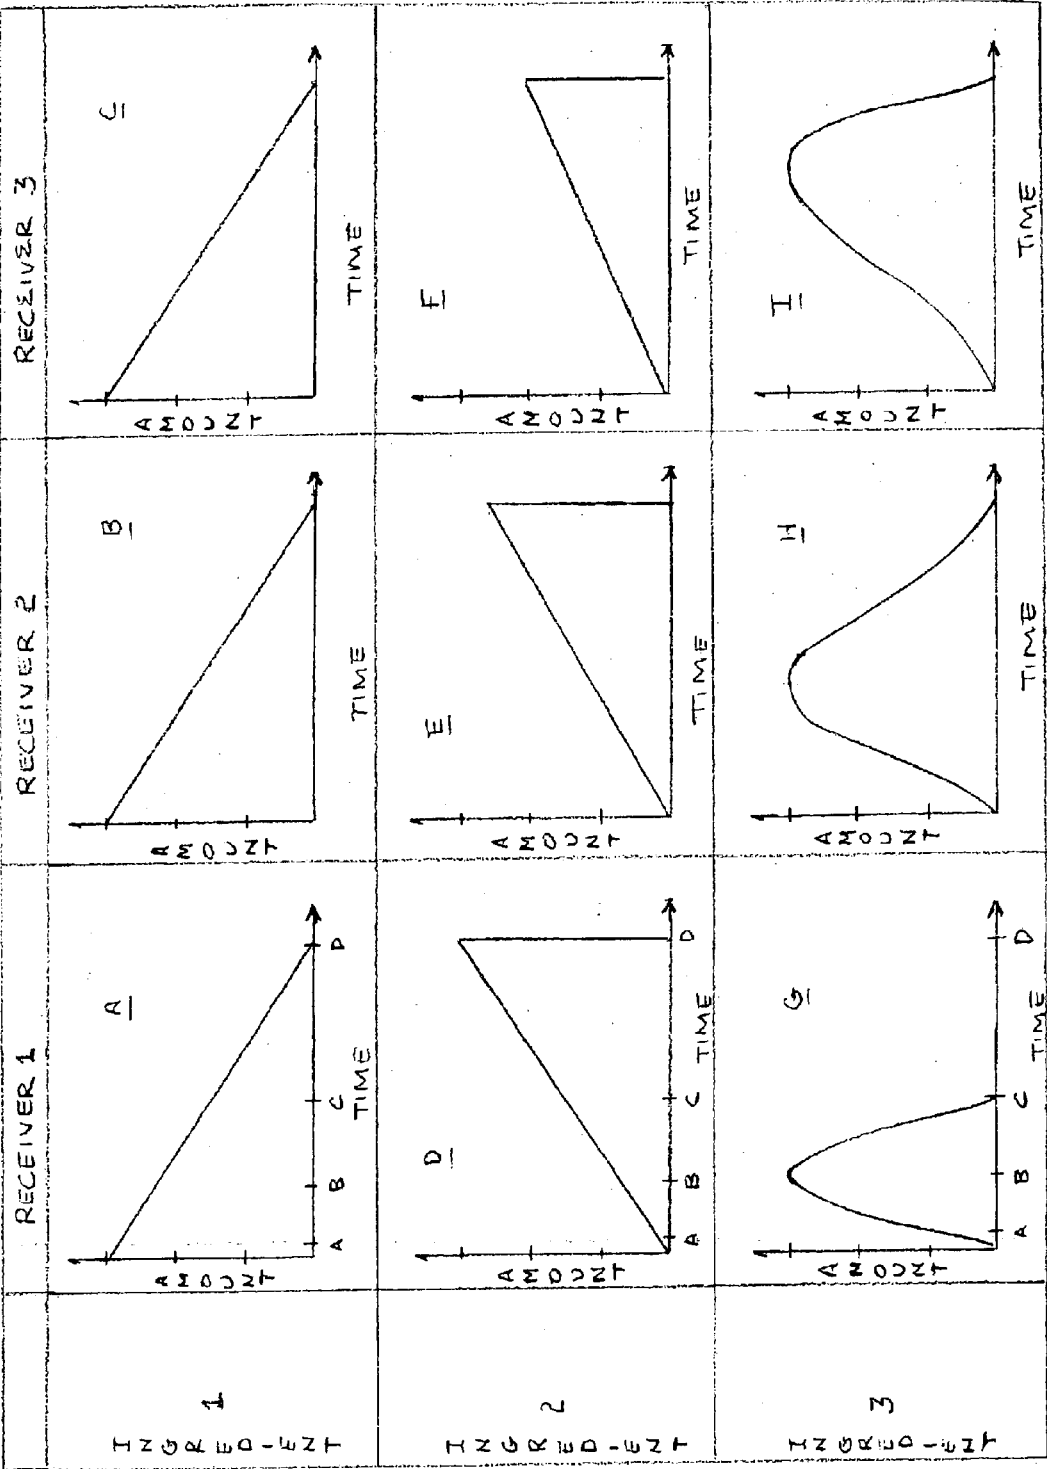 RECEIVER 1
RECEIVER 2
RECEIVER 3
INGREDIENT
1
AMOUNT
A
A
B
C
D
TIME
AMOUNT
B
TIME
AMOUNT
C
TIME
INGREDIENT
2
AMOUNT
D
A
B
C
D
TIME
AMOUNT
E
TIME
AMOUNT
F
TIME
INGREDIENT
3
AMOUNT
G
A
B
C
D
TIME
AMOUNT
H
TIME
AMOUNT
I
TIME